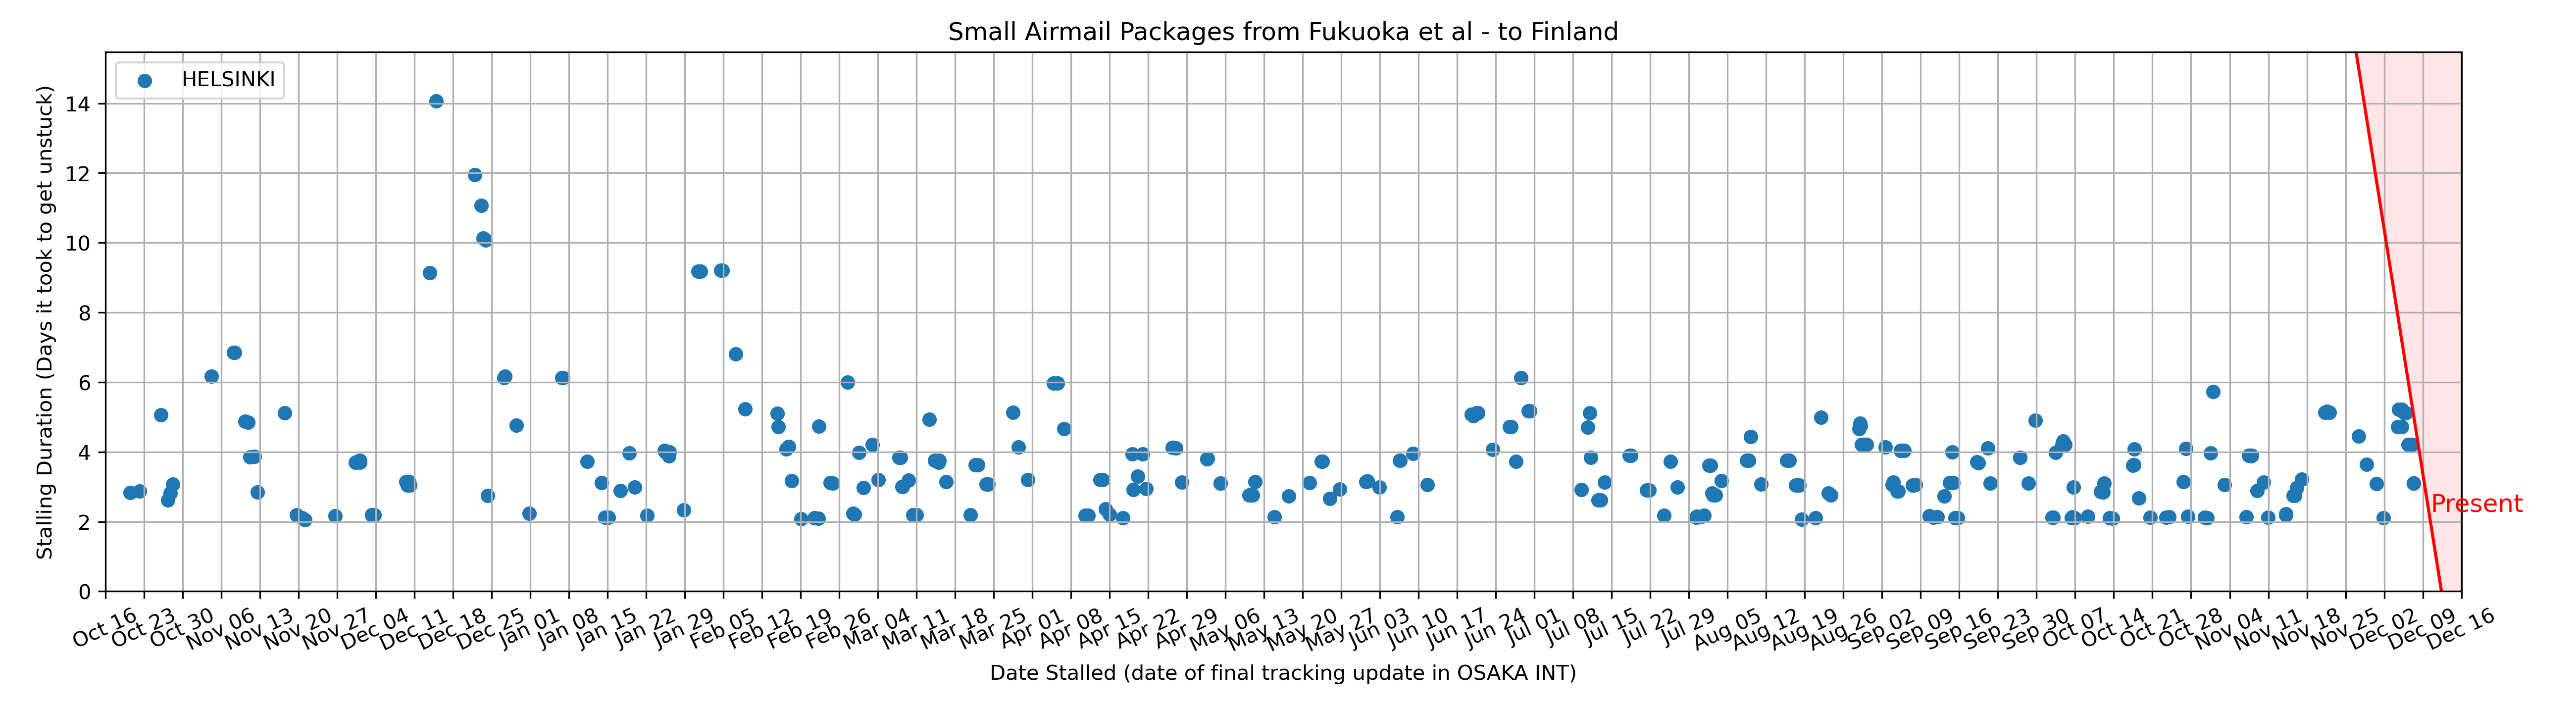 Small Airmail Packages from Fukuoka et al - to Finland
HELSINKI
Stalling Duration (Days it took to get unstuck)
14
12
10
8
6
4
2
0
Present
Oct 16 Oct 23 Oct 30 Nov 06 Nov 13 Nov 20 Nov 27 Dec 04 Dec 11 Dec 18 Dec 25 Jan 01 Jan 08 Jan 15 Jan 22 Jan 29 Feb 05 Feb 12 Feb 19 Feb 26 Mar 04 Mar 11 Mar 18 Mar 25 Apr 01 Apr 08 Apr 15 Apr 22 Apr 29 May 06 May 13 May 20 May 27 Jun 03 Jun 10 Jun 17 Jun 24 Jul 01 Jul 08 Jul 15 Jul 22 Jul 29 Aug 05 Aug 12 Aug 19 Aug 26 Sep 02 Sep 09 Sep 16 Sep 23 Sep 30 Oct 07 Oct 14 Oct 21 Oct 28 Nov 04 Nov 11 Nov 18 Nov 25 Dec 02 Dec 09 Dec 16
Date Stalled (date of final tracking update in OSAKA INT)